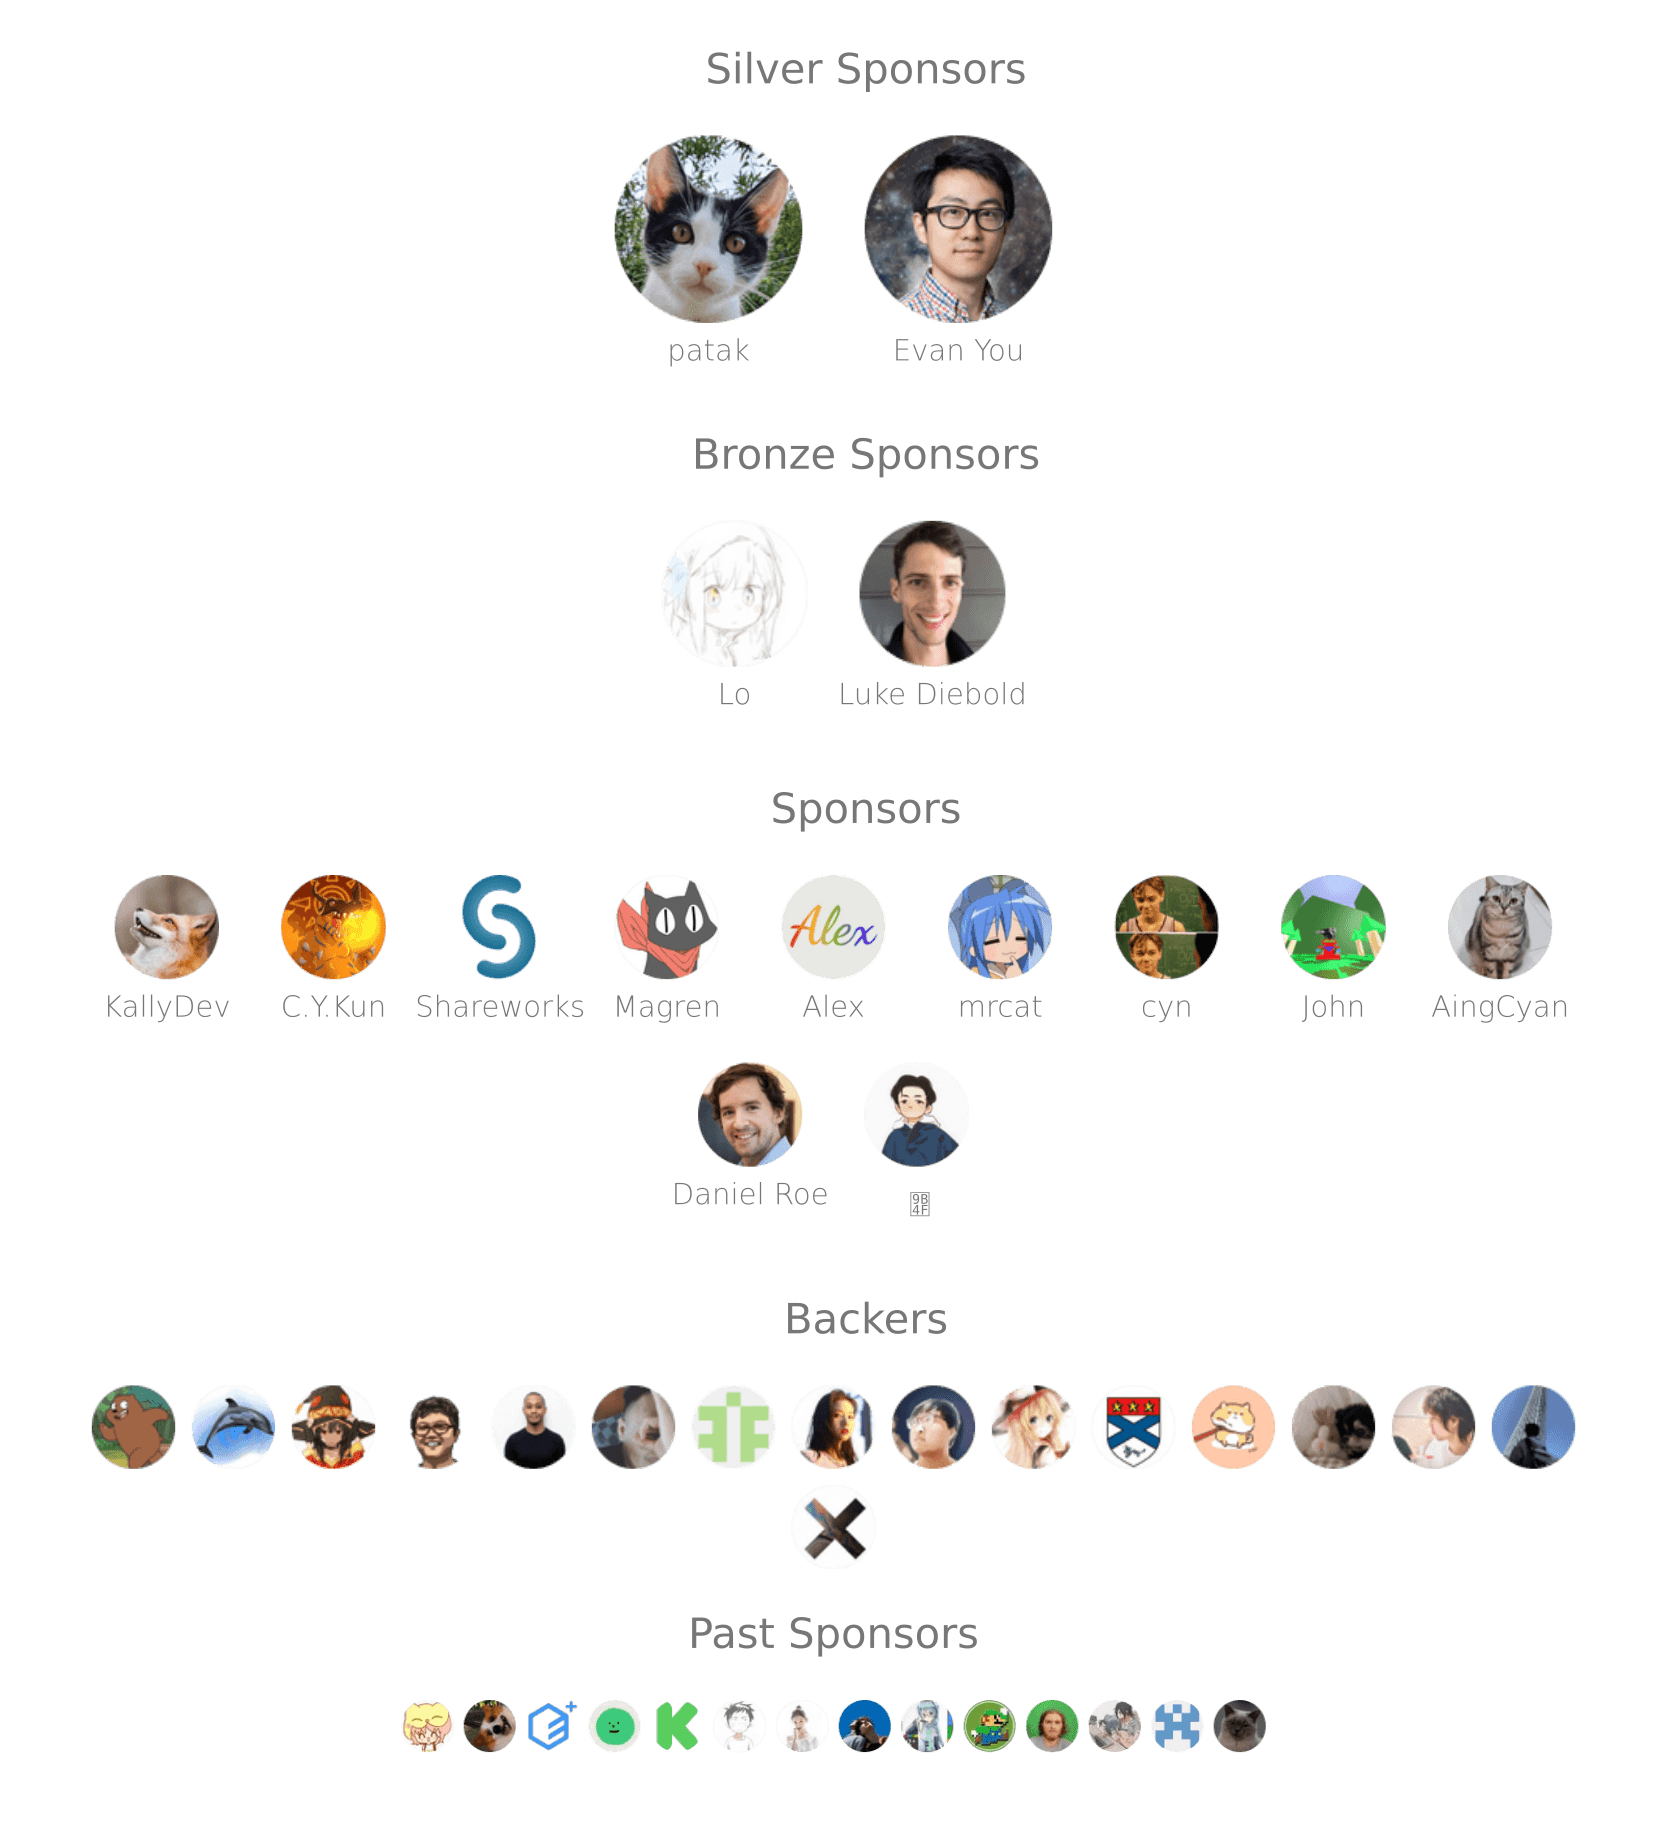 Silver Sponsors
patak Evan You
Bronze Sponsors
Lo Luke Diebold
Sponsors
Alex
KallyDev C.Y.Kun Shareworks Magren Alex mrcat cyn John AingCyan
Daniel Roe
Backers
Past Sponsors